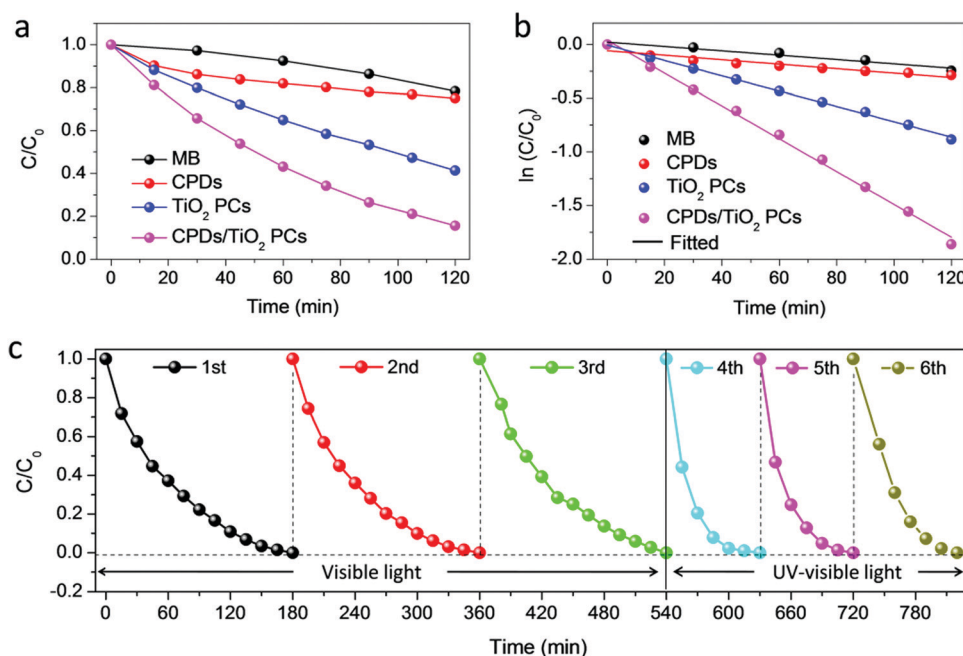 a
1.0
0.8
0.6
0.4
0.2
0.0
C/C₀
MB
CPDs
TiO₂ PCs
CPDs/TiO₂ PCs
0 20 40 60 80 100 120
Time (min)
b
0.0
-0.5
-1.0
-1.5
-2.0
ln (C/C₀)
MB
CPDs
TiO₂ PCs
CPDs/TiO₂ PCs
Fitted
0 20 40 60 80 100 120
Time (min)
c
1.0
0.8
0.6
0.4
0.2
0.0
-0.2
C/C₀
1st 2nd 3rd 4th 5th 6th
Visible light UV-visible light
0 60 120 180 240 300 360 420 480 540 600 660 720 780
Time (min)